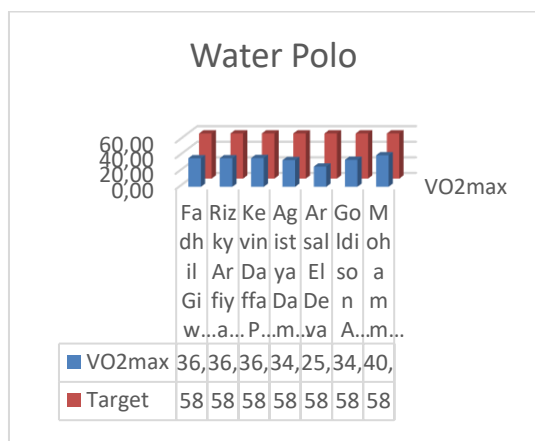 Water Polo
60,00
40,00
20,00
0,00
VO2max
Fa
dh
il
Gi
w…
Riz
ky
Ar
fiy
…a…
Ke
vin
Da
ffa
P…
Ag
ist
ya
Da
m…
Ar
sal
El
De
va
Go
ldi
so
n
A…
M
oh
a
m
m…
VO2max 36, 36, 36, 34, 25, 34, 40,
Target 58 58 58 58 58 58 58